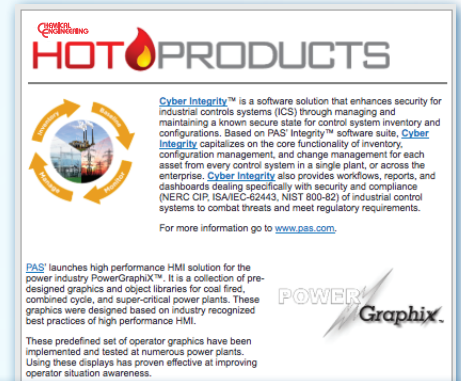 CHEMICAL
ENGINEERING
HOT PRODUCTS
Inventory
Baseline
Monitor
Manage
Cyber Integrity™ is a software solution that enhances security for
industrial controls systems (ICS) through managing and
maintaining a known secure state for control system inventory and
configurations. Based on PAS' Integrity™ software suite, Cyber
Integrity capitalizes on the core functionality of inventory,
configuration management, and change management for each
asset from every control system in a single plant, or across the
enterprise. Cyber Integrity also provides workflows, reports, and
dashboards dealing specifically with security and compliance
(NERC CIP, ISA/IEC-62443, NIST 800-82) of industrial control
systems to combat threats and meet regulatory requirements.
For more information go to www.pas.com.
PAS' launches high performance HMI solution for the
power industry PowerGraphiX™. It is a collection of pre-
designed graphics and object libraries for coal fired,
combined cycle, and super-critical power plants. These
graphics were designed based on industry recognized
best practices of high performance HMI.
POWER
Graphix
These predefined set of operator graphics have been
implemented and tested at numerous power plants.
Using these displays has proven effective at improving
operator situation awareness.